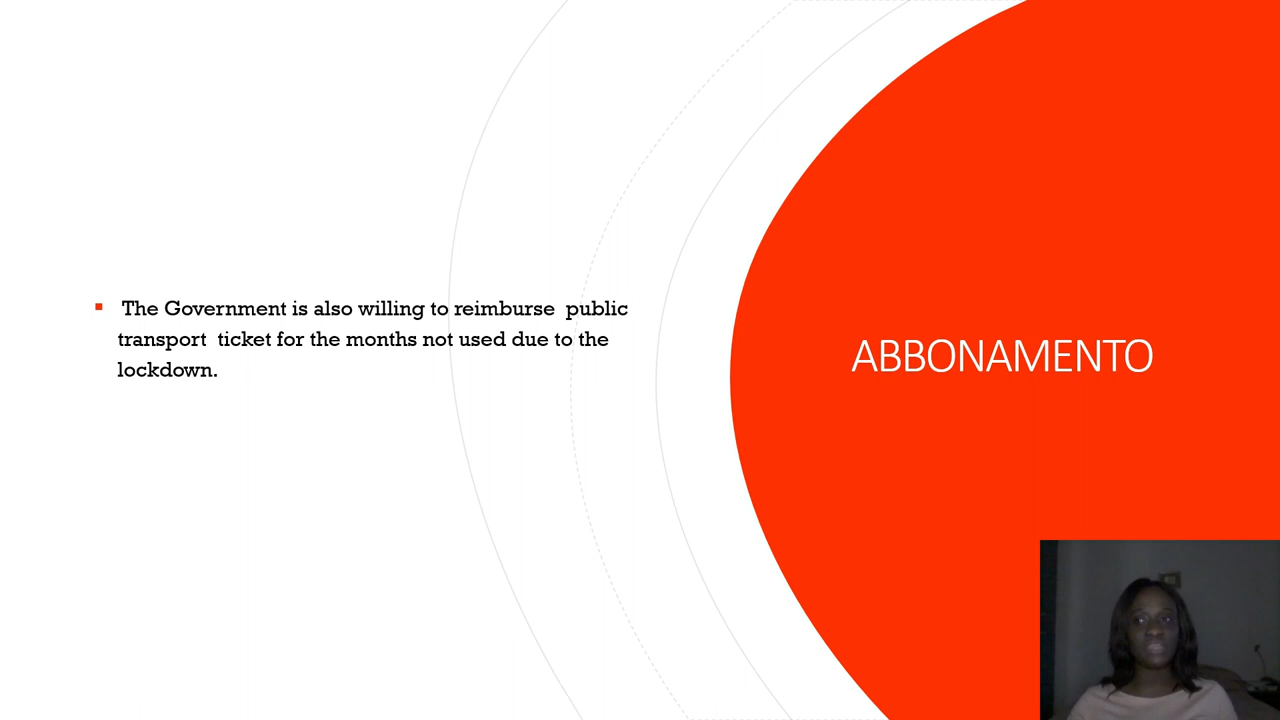 The Government is also willing to reimburse public
transport ticket for the months not used due to the
lockdown.
ABBONAMENTO